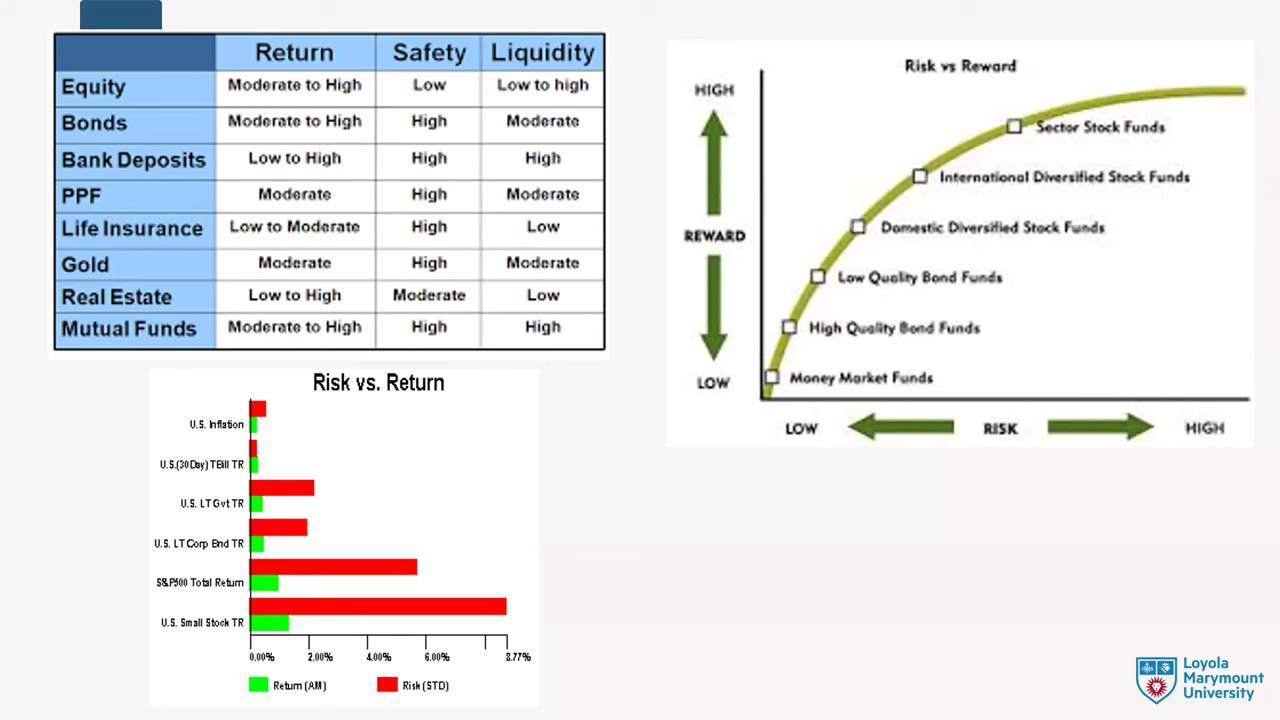 Return Safety Liquidity
Equity Moderate to High Low Low to high
Bonds Moderate to High High Moderate
Bank Deposits Low to High High High
PPF Moderate High Moderate
Life Insurance Low to Moderate High Low
Gold Moderate High Moderate
Real Estate Low to High Moderate Low
Mutual Funds Moderate to High High High
Risk vs. Return
U.S. Inflation
U.S.(30Day) TBill TR
U.S. LT Gvt TR
U.S. LT Corp Bnd TR
S&P500 Total Return
U.S. Small Stock TR
0.00% 2.00% 4.00% 6.00% 8.77%
Return (AM) Risk (STD)
Risk vs Reward
HIGH
Sector Stock Funds
International Diversified Stock Funds
REWARD
Domestic Diversified Stock Funds
Low Quality Bond Funds
High Quality Bond Funds
LOW
Money Market Funds
LOW RISK HIGH
Loyola
Marymount
University